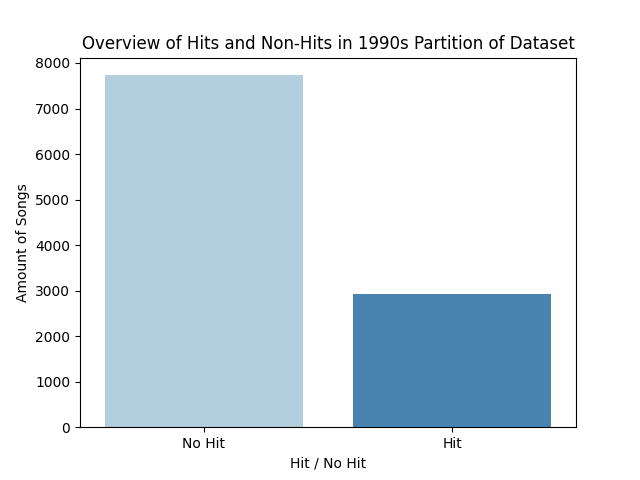 Overview of Hits and Non-Hits in 1990s Partition of Dataset
8000
7000
6000
5000
4000
3000
2000
1000
0
Amount of Songs
No Hit
Hit
Hit / No Hit